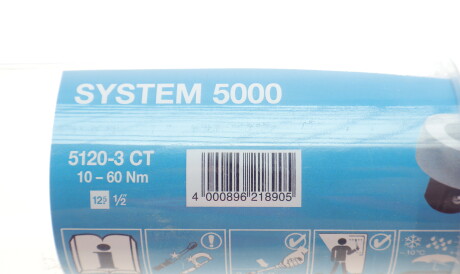 SYSTEM 5000
5120-3 CT
10 – 60 Nm
12 1/2
4 000896 218905
i